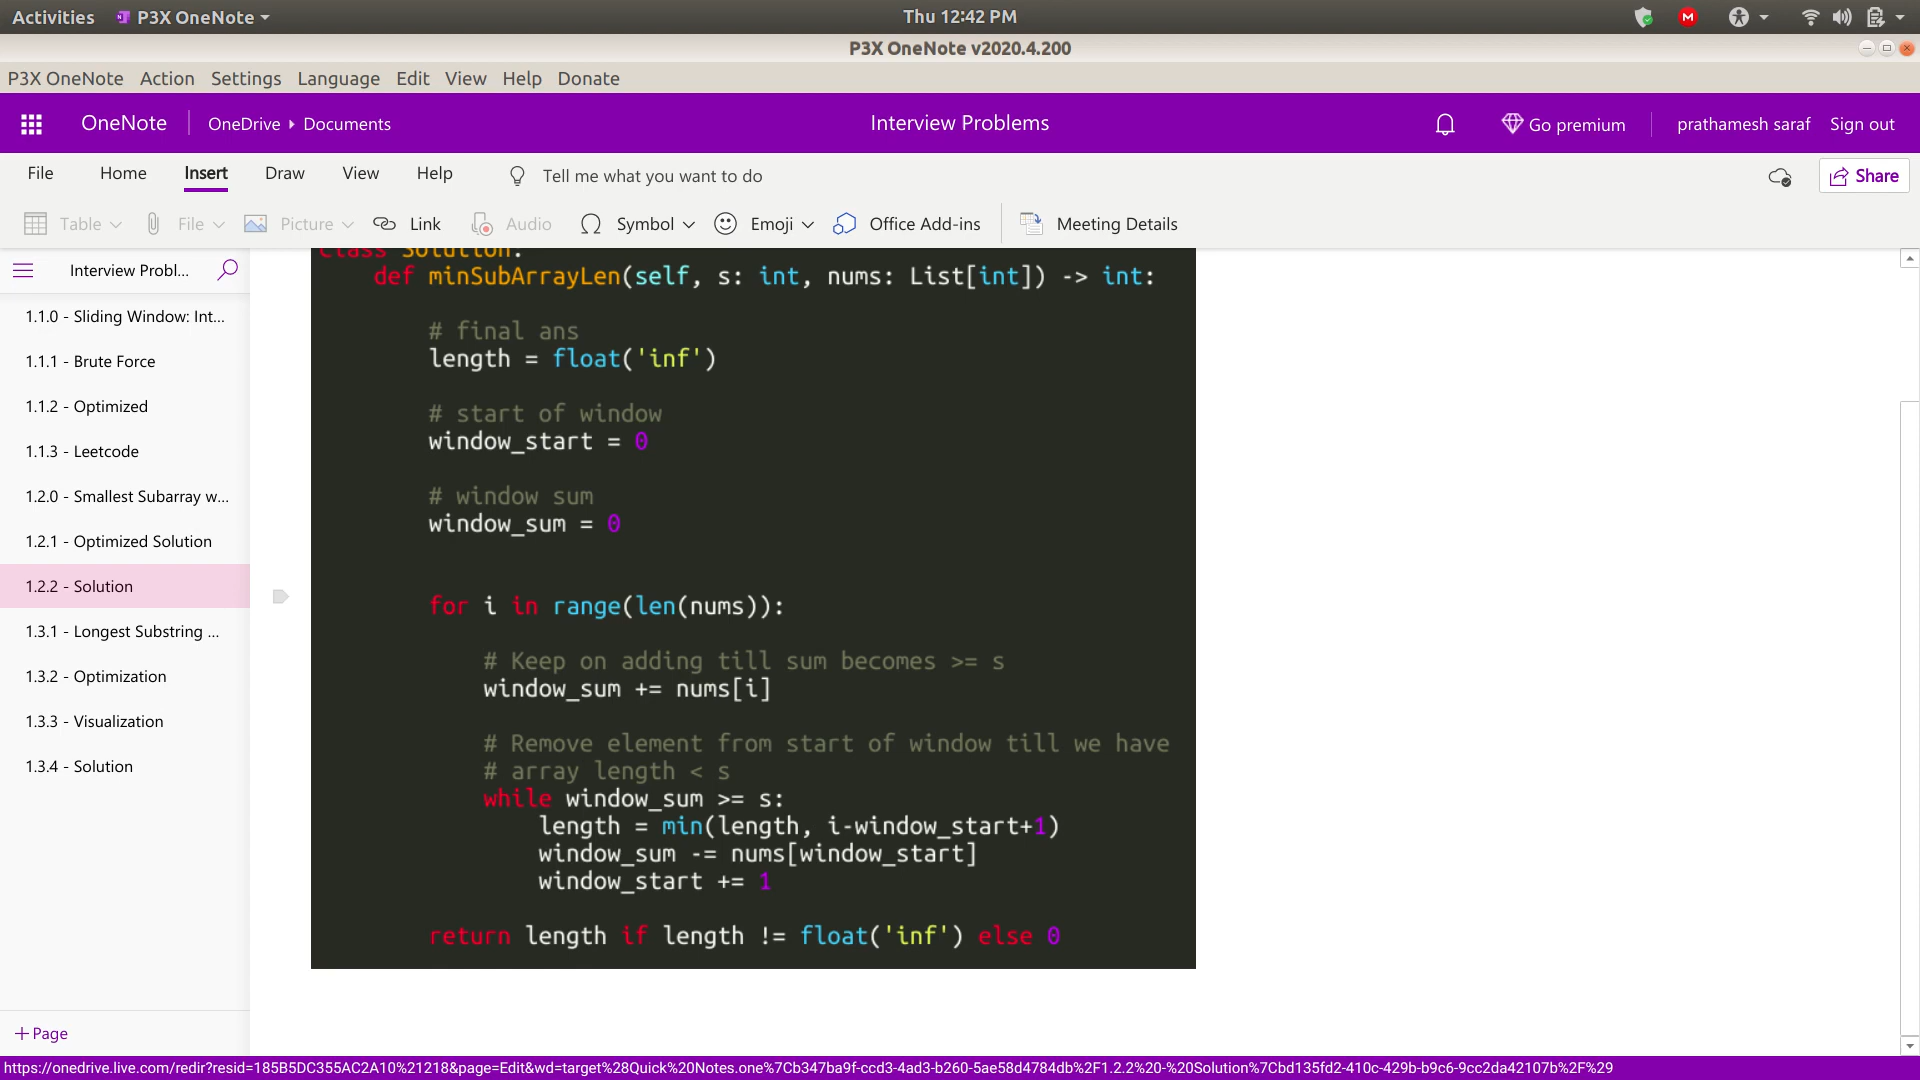 Activities P3X OneNote Thu 12:42 PM
P3X OneNote v2020.4.200
P3X OneNote Action Settings Language Edit View Help Donate
OneNote OneDrive Documents Interview Problems Go premium prathamesh saraf Sign out
File Home Insert Draw View Help Tell me what you want to do Share
Table File Picture Link Audio Symbol Emoji Office Add-ins Meeting Details
Interview Probl...
1.1.0 - Sliding Window: Int...
1.1.1 - Brute Force
1.1.2 - Optimized
1.1.3 - Leetcode
1.2.0 - Smallest Subarray w...
1.2.1 - Optimized Solution
1.2.2 - Solution
1.3.1 - Longest Substring ...
1.3.2 - Optimization
1.3.3 - Visualization
1.3.4 - Solution
+ Page
class Solution:
def minSubArrayLen(self, s: int, nums: List[int]) -> int:
# final ans
length = float('inf')
# start of window
window_start = 0
# window sum
window_sum = 0
for i in range(len(nums)):
# Keep on adding till sum becomes >= s
window_sum += nums[i]
# Remove element from start of window till we have
# array length < s
while window_sum >= s:
length = min(length, i-window_start+1)
window_sum -= nums[window_start]
window_start += 1
return length if length != float('inf') else 0
https://onedrive.live.com/redir?resid=185B5DC355AC2A10%21218&page=Edit&wd=target%28Quick%20Notes.one%7Cb347ba9f-ccd3-4ad3-b260-5ae58d4784db%2F1.2.2%20-%20Solution%7Cbd135fd2-410c-429b-b9c6-9cc2da42107b%2F%29